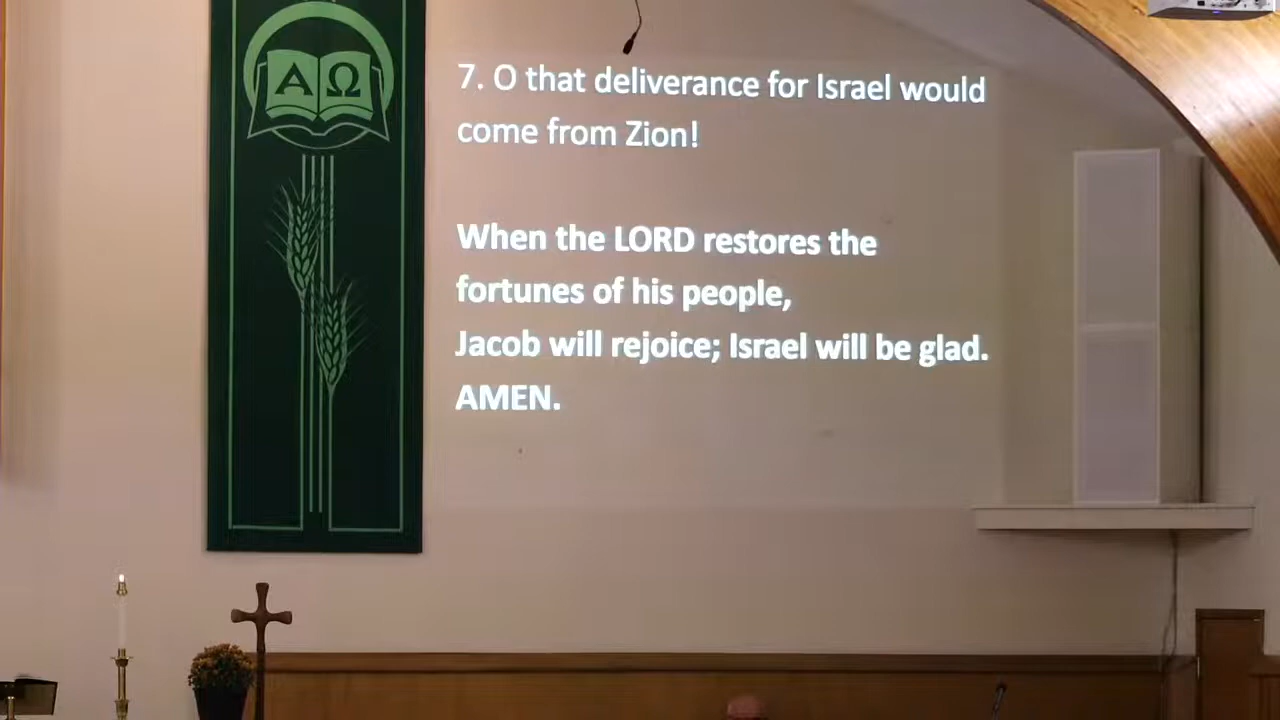 Α Ω
7. O that deliverance for Israel would
come from Zion!
When the LORD restores the
fortunes of his people,
Jacob will rejoice; Israel will be glad.
AMEN.